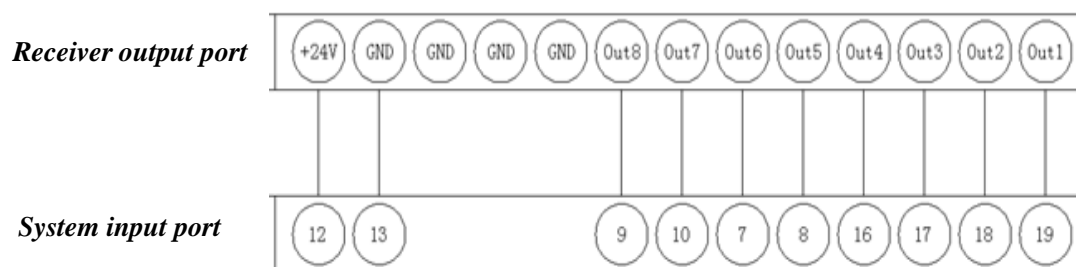 Receiver output port +24V GND GND GND GND Out8 Out7 Out6 Out5 Out4 Out3 Out2 Out1
System input port 12 13 9 10 7 8 16 17 18 19